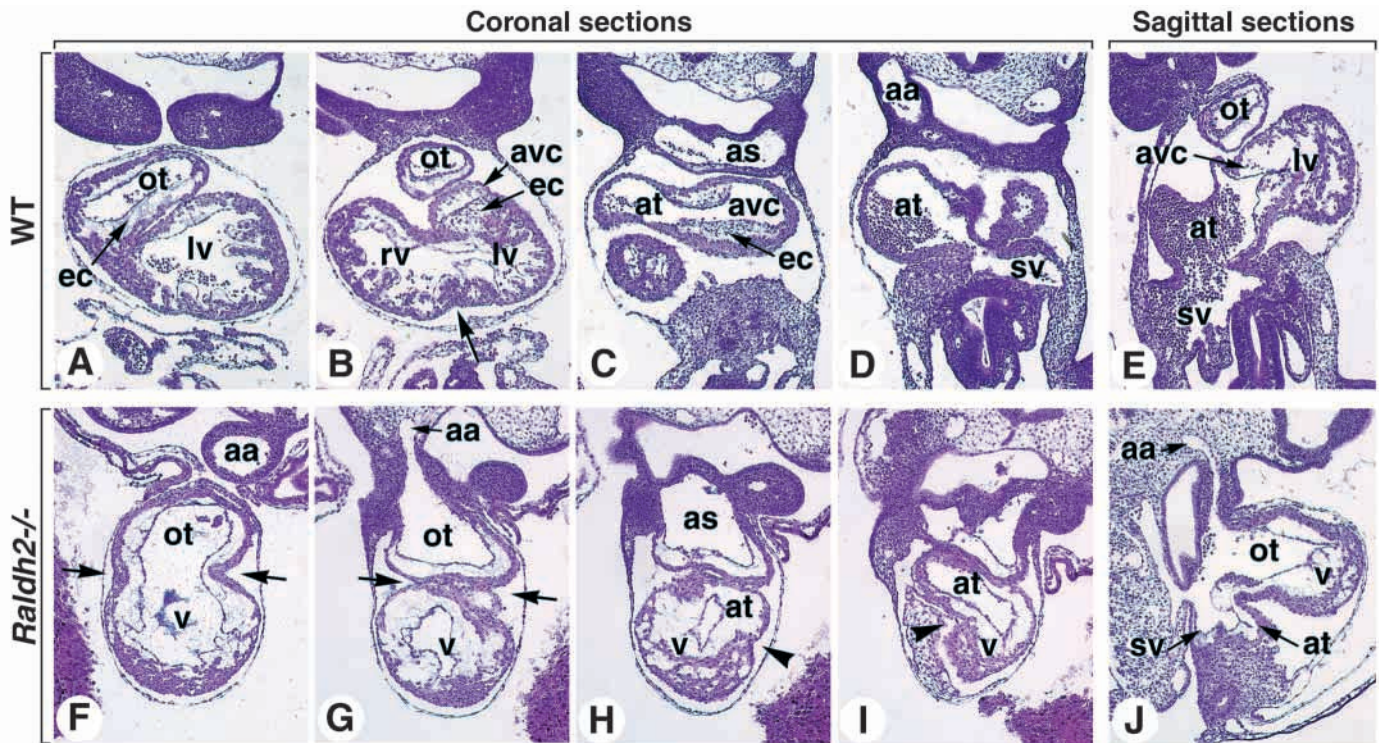 Coronal sections
Sagittal sections
WT
ot
lv
ec
A
ot
avc
ec
rv
lv
B
as
at
avc
ec
C
aa
at
sv
D
ot
avc
lv
at
sv
E
Raldh2-/-
aa
ot
v
F
aa
ot
v
G
as
at
v
H
at
v
I
aa
ot
v
sv
at
J